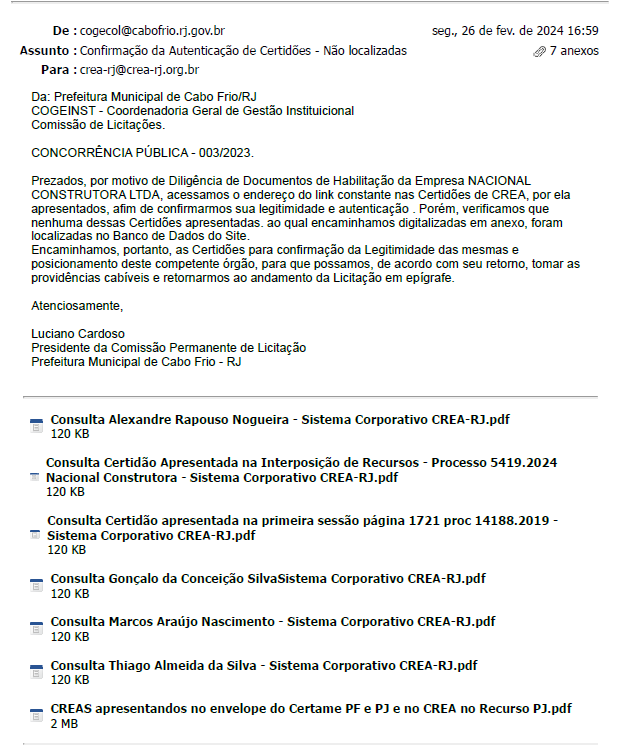 De : cogecol@cabofrio.rj.gov.br seg., 26 de fev. de 2024 16:59
Assunto : Confirmação da Autenticação de Certidões - Não localizadas 7 anexos
Para : crea-rj@crea-rj.org.br
Da: Prefeitura Municipal de Cabo Frio/RJ
COGEINST - Coordenadoria Geral de Gestão Instituicional
Comissão de Licitações.
CONCORRÊNCIA PÚBLICA - 003/2023.
Prezados, por motivo de Diligência de Documentos de Habilitação da Empresa NACIONAL
CONSTRUTORA LTDA, acessamos o endereço do link constante nas Certidões de CREA, por ela
apresentados, afim de confirmarmos sua legitimidade e autenticação . Porém, verificamos que
nenhuma dessas Certidões apresentadas. ao qual encaminhamos digitalizadas em anexo, foram
localizadas no Banco de Dados do Site.
Encaminhamos, portanto, as Certidões para confirmação da Legitimidade das mesmas e
posicionamento deste competente órgão, para que possamos, de acordo com seu retorno, tomar as
providências cabíveis e retornarmos ao andamento da Licitação em epígrafe.
Atenciosamente,
Luciano Cardoso
Presidente da Comissão Permanente de Licitação
Prefeitura Municipal de Cabo Frio - RJ
Consulta Alexandre Rapouso Nogueira - Sistema Corporativo CREA-RJ.pdf
120 KB
Consulta Certidão Apresentada na Interposição de Recursos - Processo 5419.2024
Nacional Construtora - Sistema Corporativo CREA-RJ.pdf
120 KB
Consulta Certidão apresentada na primeira sessão página 1721 proc 14188.2019 -
Sistema Corporativo CREA-RJ.pdf
120 KB
Consulta Gonçalo da Conceição SilvaSistema Corporativo CREA-RJ.pdf
120 KB
Consulta Marcos Araújo Nascimento - Sistema Corporativo CREA-RJ.pdf
120 KB
Consulta Thiago Almeida da Silva - Sistema Corporativo CREA-RJ.pdf
120 KB
CREAS apresentandos no envelope do Certame PF e PJ e no CREA no Recurso PJ.pdf
2 MB